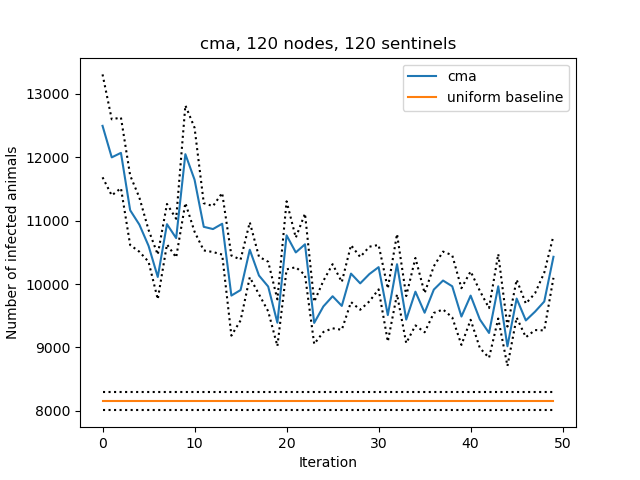 cma, 120 nodes, 120 sentinels
cma
uniform baseline
Number of infected animals
13000
12000
11000
10000
9000
8000
0 10 20 30 40 50
Iteration